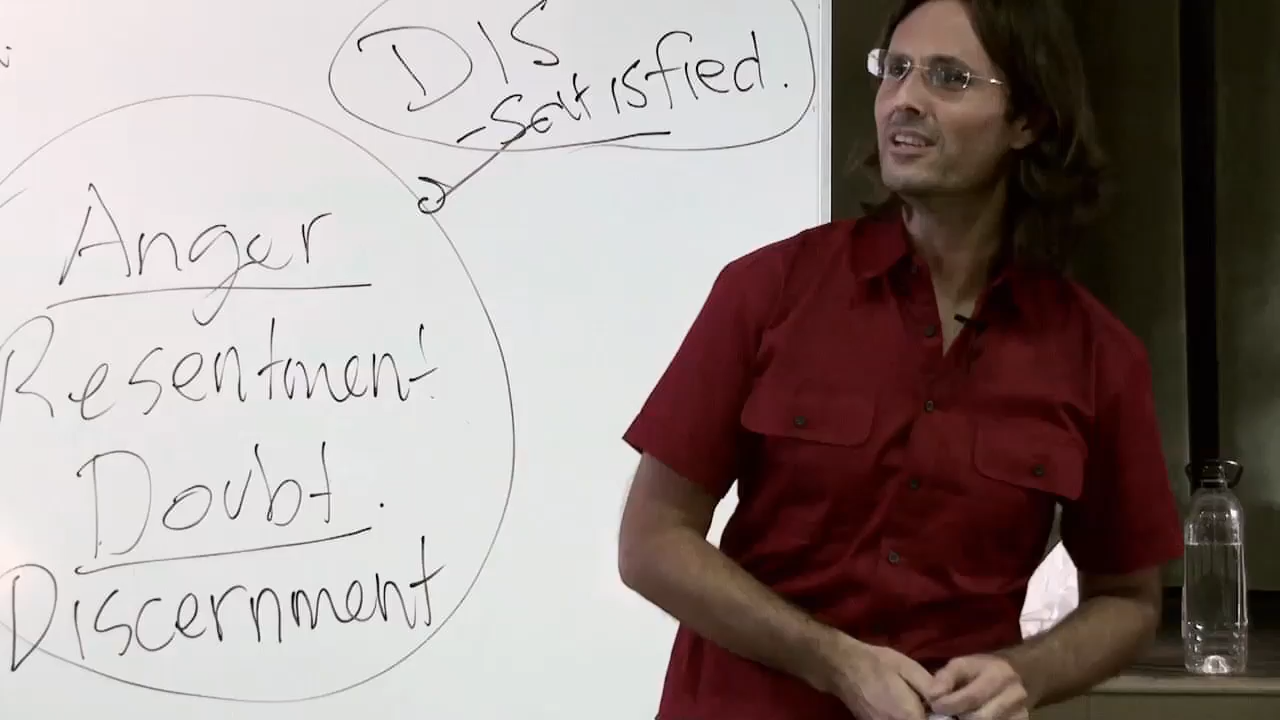 DIS
-satisfied.
Anger
Resentment
Doubt.
Discernment